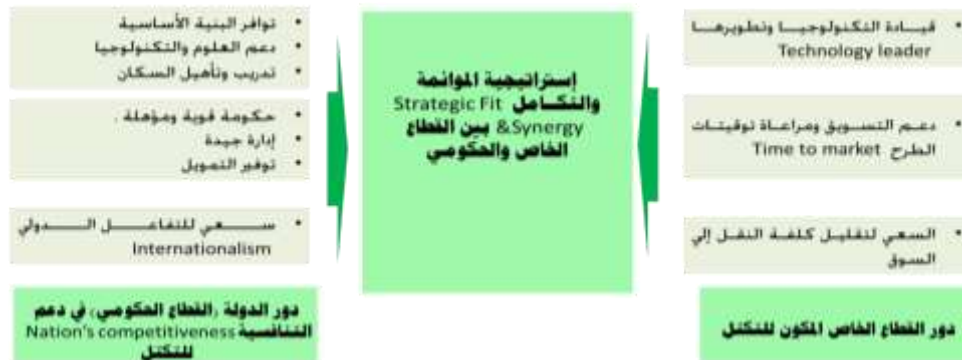 • قيادة التكنولوجيا وتطويرها
Technology leader
• دعم التسويق ومراعاة توقيتات
الطرح Time to market
• السعي لتقليل كلفة النقل إلي
السوق
دور القطاع الخاص المكون للتكتل
إستراتيجية الموائمة
والتكامل Strategic Fit
&Synergy بين القطاع
الخاص والحكومي
• توافر البنية الأساسية
• دعم العلوم والتكنولوجيا
• تدريب وتأهيل السكان
• حكومة قوية ومؤهلة .
• إدارة جيدة
• توفير التمويل
• سعي للتفاعل الدولي
Internationalism
دور الدولة (القطاع الحكومي) في دعم
التنافسية Nation's competitiveness
للتكتل